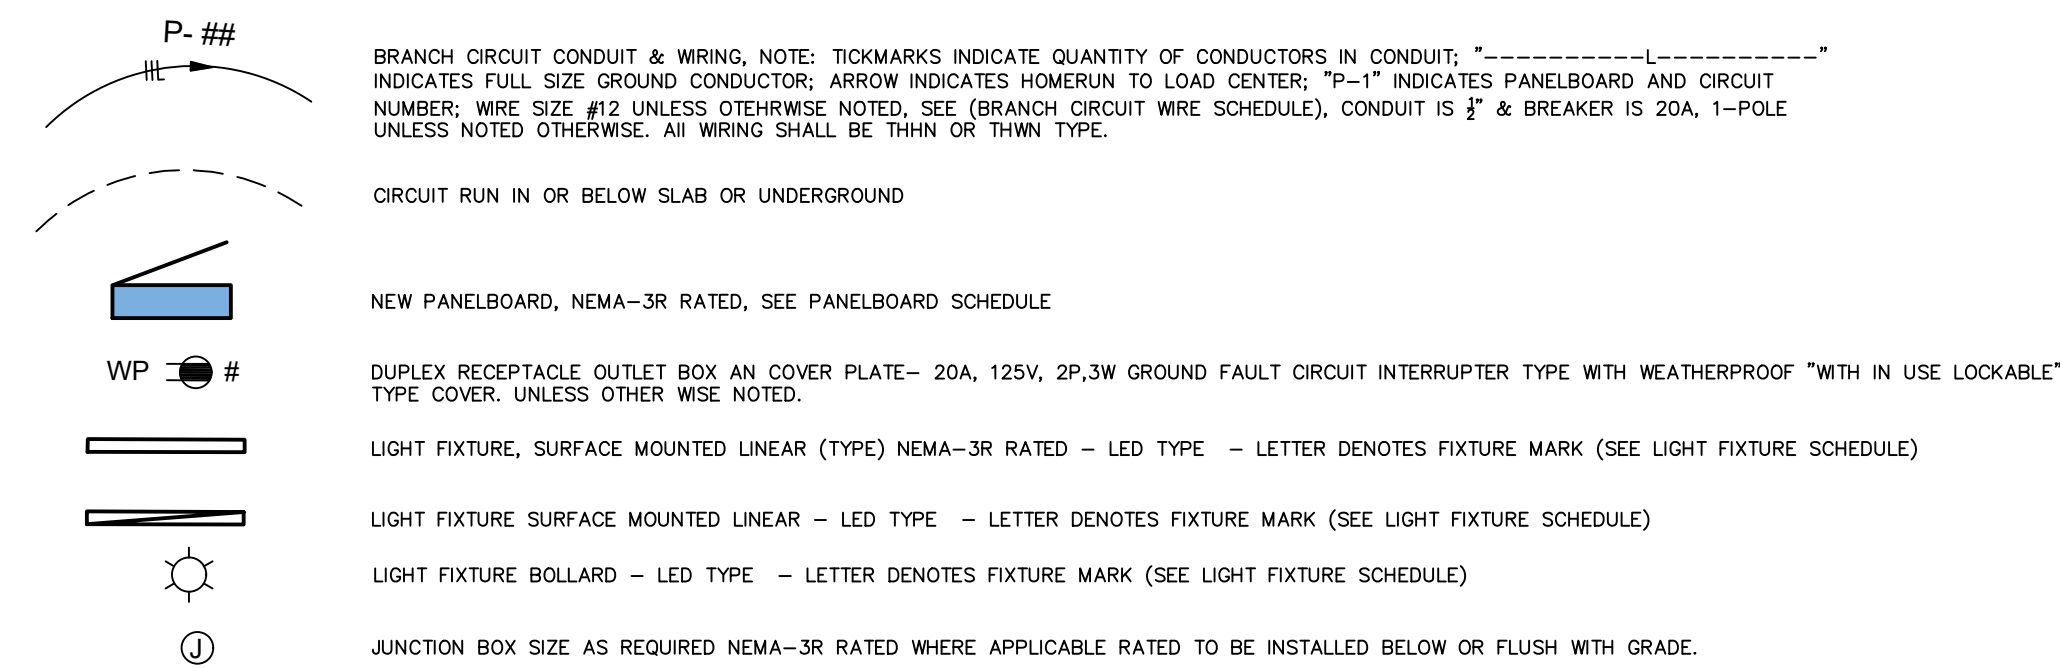 P- ##
BRANCH CIRCUIT CONDUIT & WIRING, NOTE: TICKMARKS INDICATE QUANTITY OF CONDUCTORS IN CONDUIT; "----------L----------"
INDICATES FULL SIZE GROUND CONDUCTOR; ARROW INDICATES HOMERUN TO LOAD CENTER; "P-1" INDICATES PANELBOARD AND CIRCUIT
NUMBER; WIRE SIZE #12 UNLESS OTEHRWISE NOTED, SEE (BRANCH CIRCUIT WIRE SCHEDULE), CONDUIT IS ½" & BREAKER IS 20A, 1-POLE
UNLESS NOTED OTHERWISE. All WIRING SHALL BE THHN OR THWN TYPE.
CIRCUIT RUN IN OR BELOW SLAB OR UNDERGROUND
NEW PANELBOARD, NEMA-3R RATED, SEE PANELBOARD SCHEDULE
WP #
DUPLEX RECEPTACLE OUTLET BOX AN COVER PLATE- 20A, 125V, 2P,3W GROUND FAULT CIRCUIT INTERRUPTER TYPE WITH WEATHERPROOF "WITH IN USE LOCKABLE"
TYPE COVER. UNLESS OTHER WISE NOTED.
LIGHT FIXTURE, SURFACE MOUNTED LINEAR (TYPE) NEMA-3R RATED - LED TYPE - LETTER DENOTES FIXTURE MARK (SEE LIGHT FIXTURE SCHEDULE)
LIGHT FIXTURE SURFACE MOUNTED LINEAR - LED TYPE - LETTER DENOTES FIXTURE MARK (SEE LIGHT FIXTURE SCHEDULE)
LIGHT FIXTURE BOLLARD - LED TYPE - LETTER DENOTES FIXTURE MARK (SEE LIGHT FIXTURE SCHEDULE)
J
JUNCTION BOX SIZE AS REQUIRED NEMA-3R RATED WHERE APPLICABLE RATED TO BE INSTALLED BELOW OR FLUSH WITH GRADE.